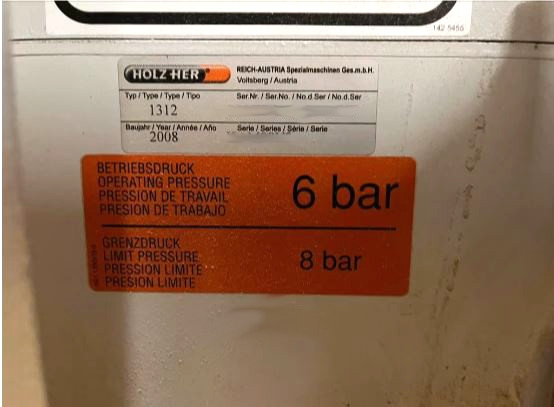 142 5455
HOLZ HER
REICH-AUSTRIA Spezialmaschinen Ges.m.b.H.
Voitsberg / Austria
Typ / Type / Type / Tipo
Ser.Nr. / Ser.No. / No.d Ser / No.d.Ser
1312
Baujahr / Year / Année / Año
Serie / Series / Série / Serie
2008
BETRIEBSDRUCK
OPERATING PRESSURE
PRESSION DE TRAVAIL
PRESION DE TRABAJO
6 bar
GRENZDRUCK
LIMIT PRESSURE
PRESSION LIMITE
PRESION LIMITE
8 bar